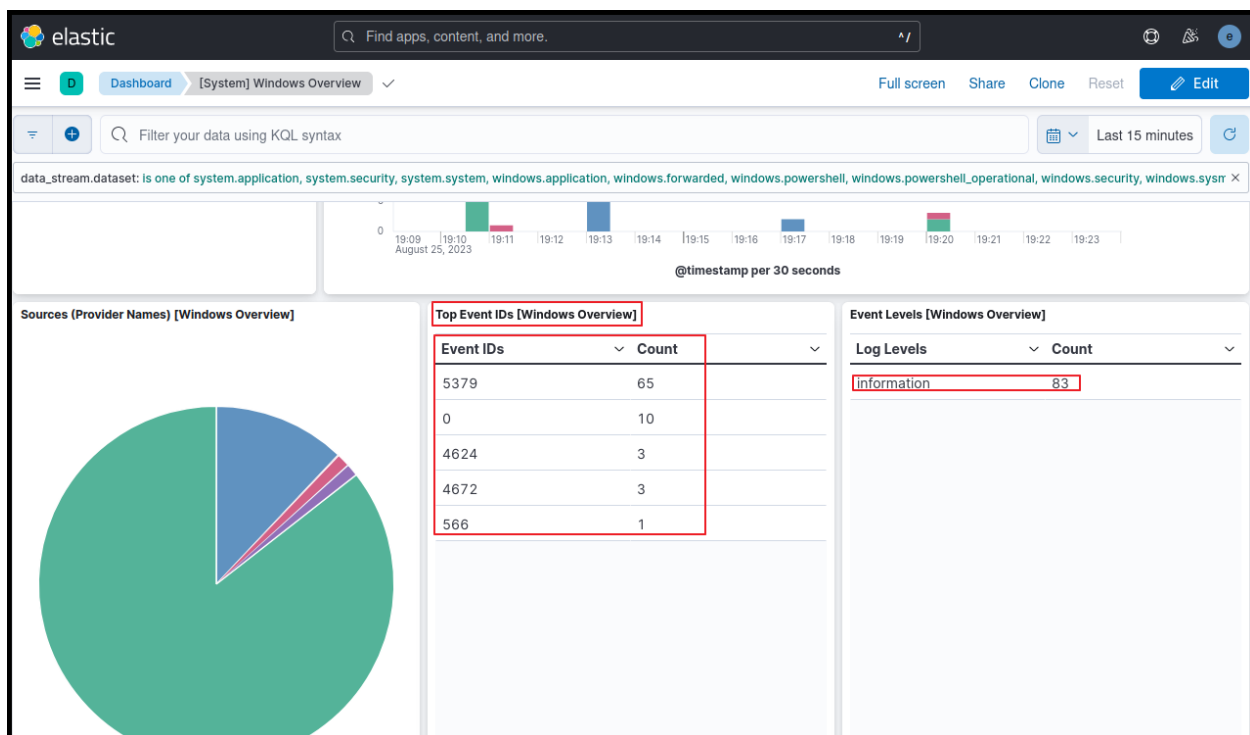 elastic
Find apps, content, and more.
^/
e
D
Dashboard
[System] Windows Overview
Full screen
Share
Clone
Reset
Edit
Filter your data using KQL syntax
Last 15 minutes
data_stream.dataset: is one of system.application, system.security, system.system, windows.application, windows.forwarded, windows.powershell, windows.powershell_operational, windows.security, windows.sysm
0
19:09 19:10 19:11 19:12 19:13 19:14 19:15 19:16 19:17 19:18 19:19 19:20 19:21 19:22 19:23
August 25, 2023
@timestamp per 30 seconds
Sources (Provider Names) [Windows Overview]
Top Event IDs [Windows Overview]
Event IDs Count
5379 65
0 10
4624 3
4672 3
566 1
Event Levels [Windows Overview]
Log Levels Count
information 83